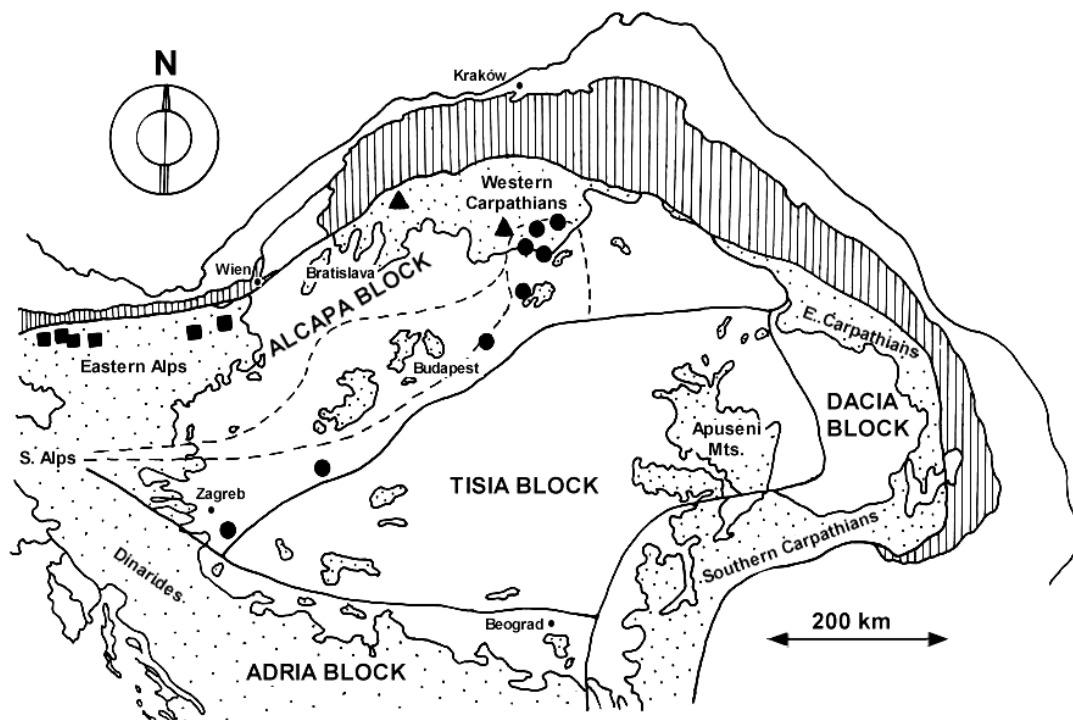 N
Kraków
Western
Carpathians
Wien
Bratislava
ALCAPA BLOCK
E. Carpathians
Eastern Alps
Budapest
DACIA
BLOCK
Apuseni
Mts.
S. Alps
TISIA BLOCK
Zagreb
Southern Carpathians
Dinarides
Beograd
200 km
ADRIA BLOCK